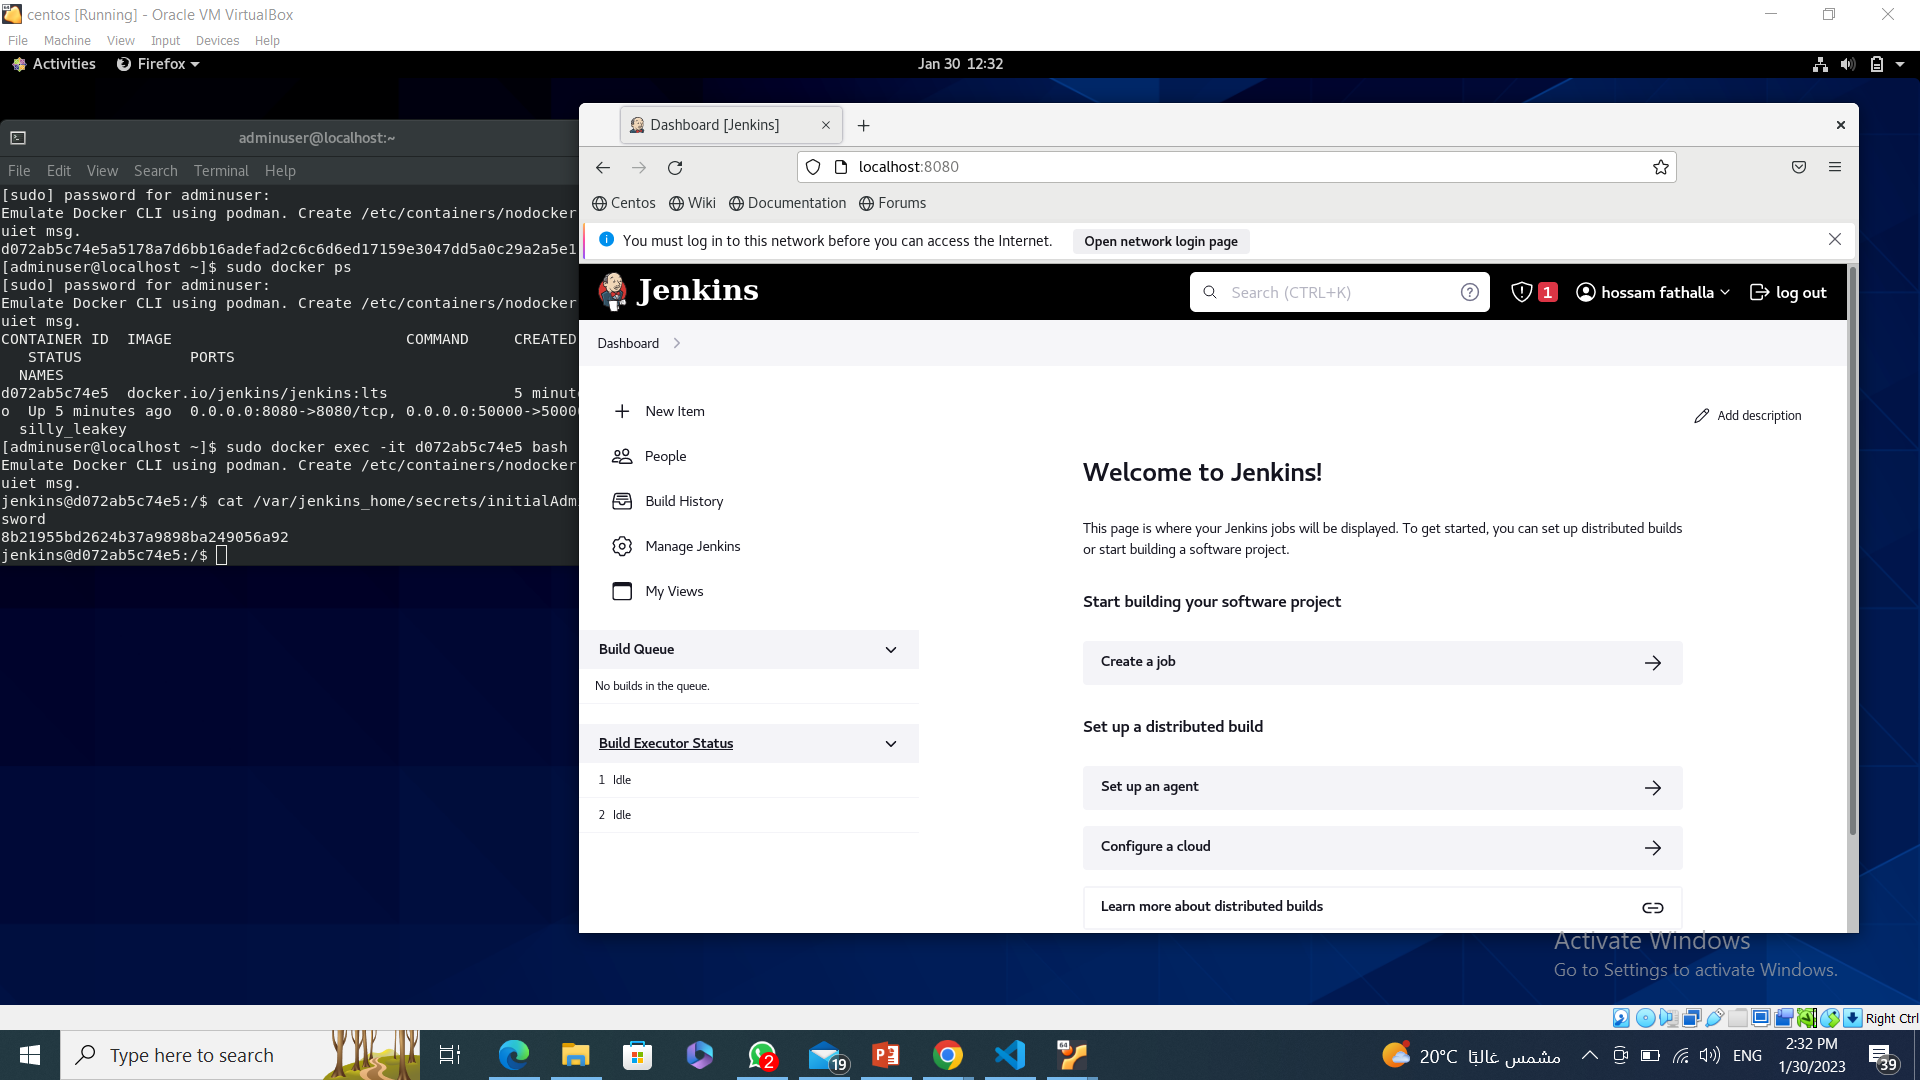 centos [Running] - Oracle VM VirtualBox
File Machine View Input Devices Help
Activities Firefox Jan 30 12:32
adminuser@localhost:~
File Edit View Search Terminal Help
[sudo] password for adminuser:
Emulate Docker CLI using podman. Create /etc/containers/nodocker
uiet msg.
d072ab5c74e5a5178a7d6bb16adefad2c6c6d6ed17159e3047dd5a0c29a2a5e1
[adminuser@localhost ~]$ sudo docker ps
[sudo] password for adminuser:
Emulate Docker CLI using podman. Create /etc/containers/nodocker
uiet msg.
CONTAINER ID IMAGE COMMAND CREATED
STATUS PORTS
NAMES
d072ab5c74e5 docker.io/jenkins/jenkins:lts 5 minut
o Up 5 minutes ago 0.0.0.0:8080->8080/tcp, 0.0.0.0:50000->5000
silly_leakey
[adminuser@localhost ~]$ sudo docker exec -it d072ab5c74e5 bash
Emulate Docker CLI using podman. Create /etc/containers/nodocker
uiet msg.
jenkins@d072ab5c74e5:/$ cat /var/jenkins_home/secrets/initialAdm
sword
8b21955bd2624b37a9898ba249056a92
jenkins@d072ab5c74e5:/$
Dashboard [Jenkins]
localhost:8080
Centos Wiki Documentation Forums
You must log in to this network before you can access the Internet. Open network login page
Jenkins Search (CTRL+K) 1 hossam fathalla log out
Dashboard
New Item
People
Build History
Manage Jenkins
My Views
Build Queue
No builds in the queue.
Build Executor Status
1 Idle
2 Idle
Add description
Welcome to Jenkins!
This page is where your Jenkins jobs will be displayed. To get started, you can set up distributed builds
or start building a software project.
Start building your software project
Create a job
Set up a distributed build
Set up an agent
Configure a cloud
Learn more about distributed builds
Activate Windows
Go to Settings to activate Windows.
Right Ctrl
Type here to search
2
19
64
20°C مشمس غالبًا
ENG
2:32 PM
1/30/2023
39